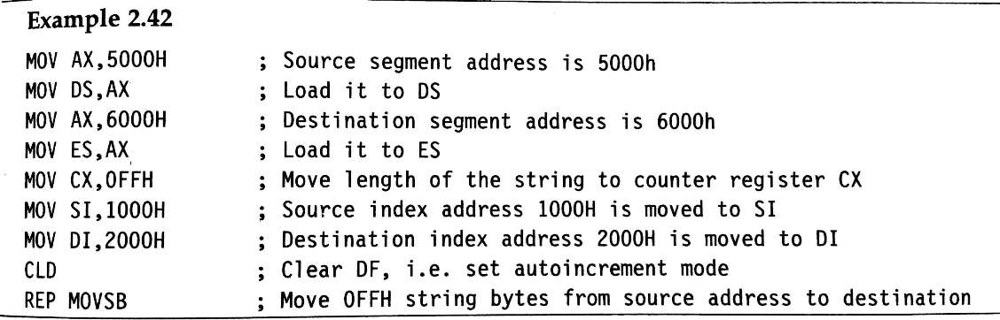 Example 2.42
MOV AX,5000H ; Source segment address is 5000h
MOV DS,AX ; Load it to DS
MOV AX,6000H ; Destination segment address is 6000h
MOV ES,AX ; Load it to ES
MOV CX,0FFH ; Move length of the string to counter register CX
MOV SI,1000H ; Source index address 1000H is moved to SI
MOV DI,2000H ; Destination index address 2000H is moved to DI
CLD ; Clear DF, i.e. set autoincrement mode
REP MOVSB ; Move 0FFH string bytes from source address to destination